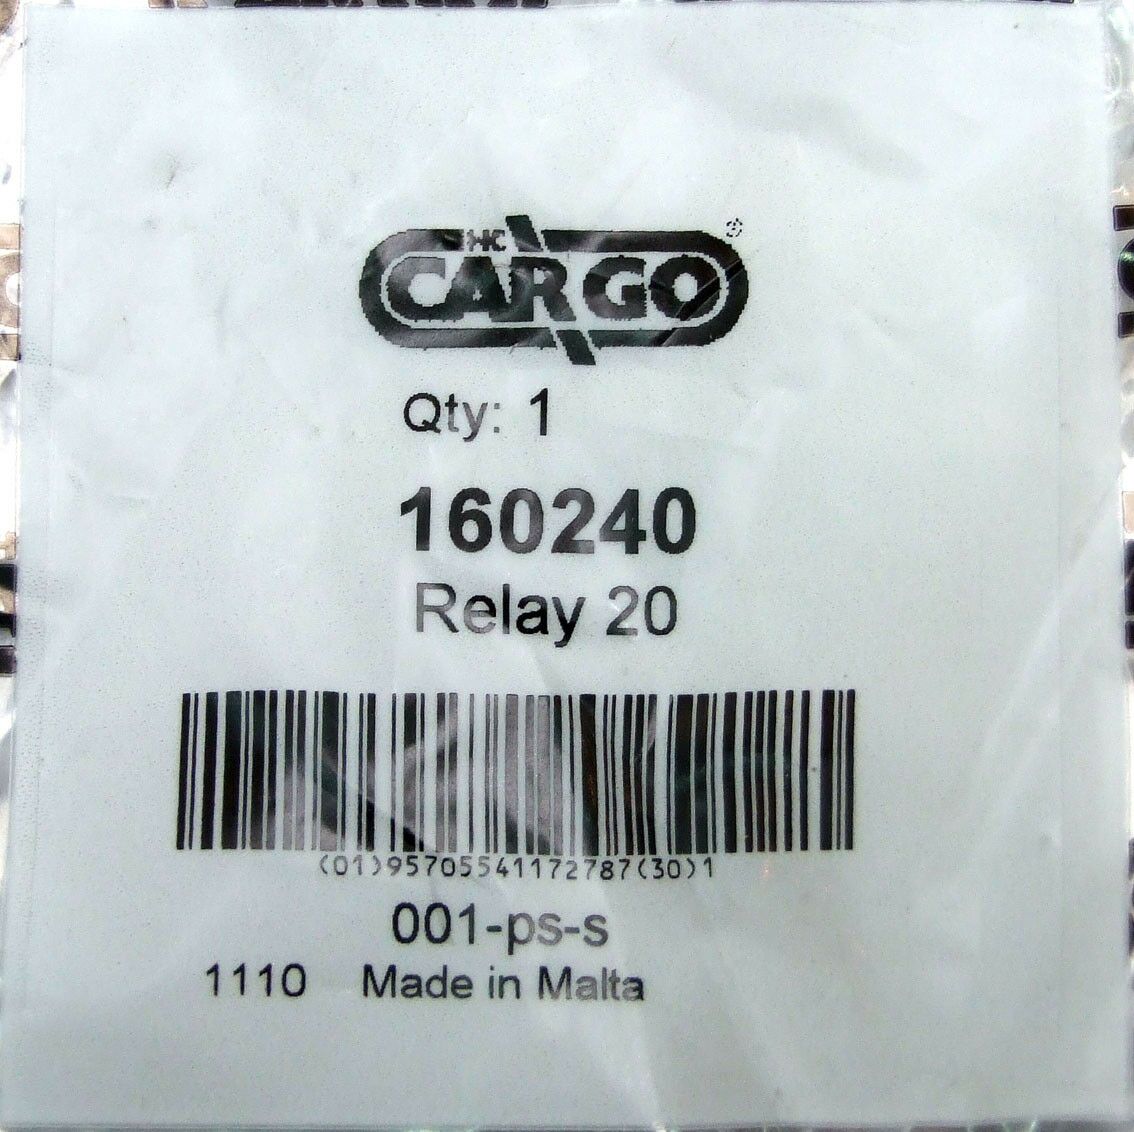 HC
CARGO ®
Qty: 1
160240
Relay 20
(01)95705541172787(30)1
001-ps-s
1110 Made in Malta